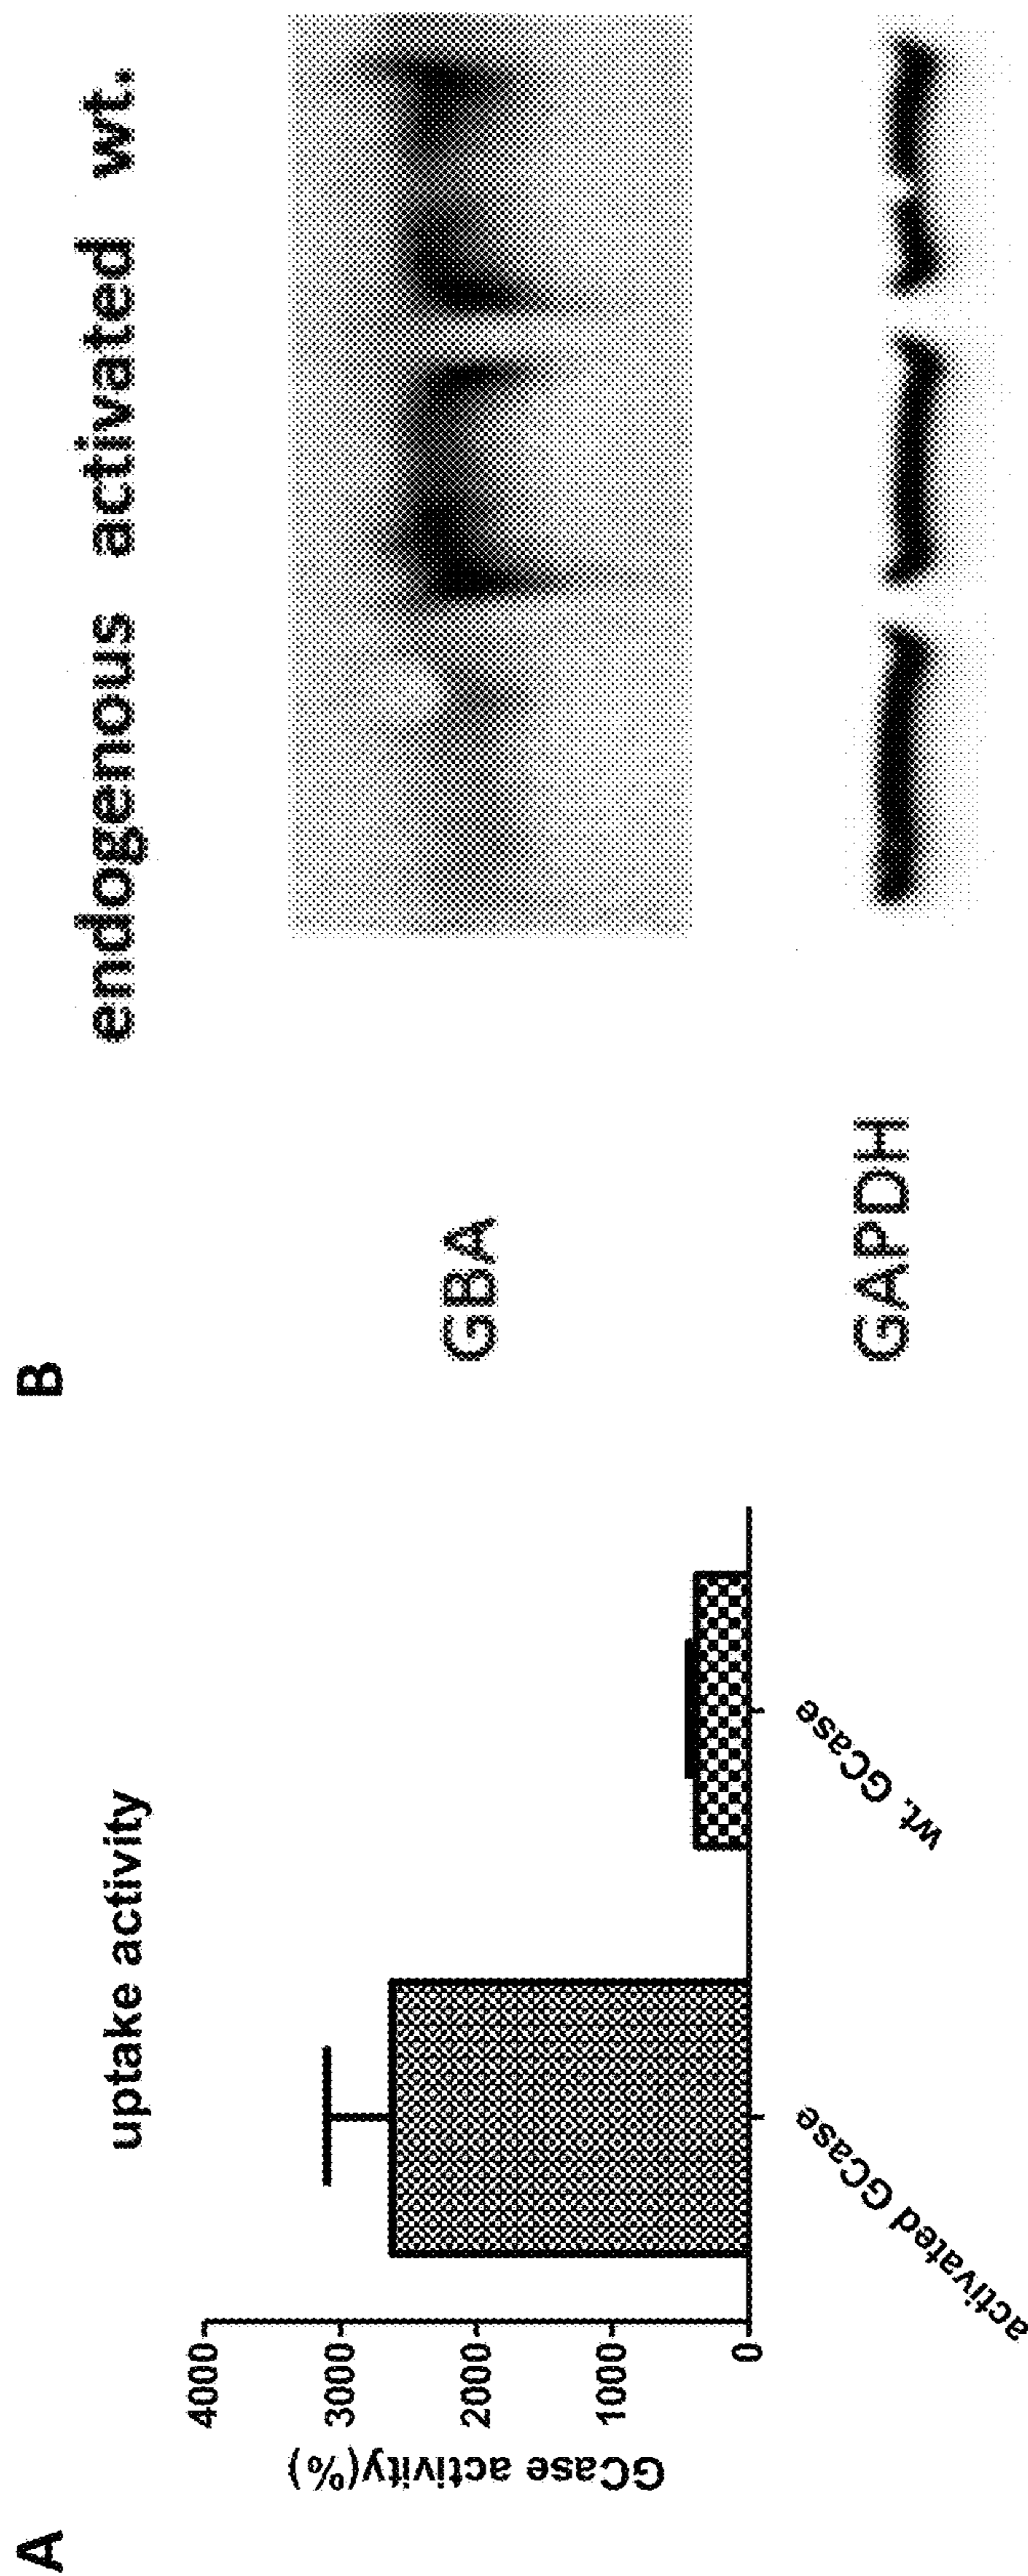 A
uptake activity
GCase activity(%)
4000
3000
2000
1000
0
activated GCase
wt. GCase
B
endogenous activated wt.
GBA
GAPDH